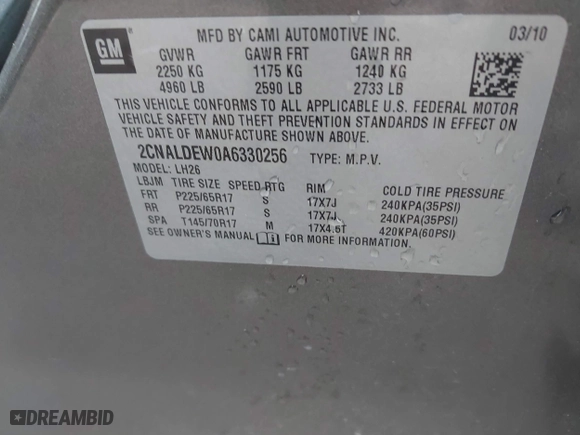 GM
MFD BY CAMI AUTOMOTIVE INC. 03/10
GVWR GAWR FRT GAWR RR
2250 KG 1175 KG 1240 KG
4960 LB 2590 LB 2733 LB
THIS VEHICLE CONFORMS TO ALL APPLICABLE U.S. FEDERAL MOTOR
VEHICLE SAFETY AND THEFT PREVENTION STANDARDS IN EFFECT ON
THE DATE OF MANUFACTURE SHOWN ABOVE.
2CNALDEW0A6330256 TYPE: M.P.V.
MODEL: LH26
LBJM TIRE SIZE SPEED RTG RIM COLD TIRE PRESSURE
FRT P225/65R17 S 17X7J 240KPA(35PSI)
RR P225/65R17 S 17X7J 240KPA(35PSI)
SPA T145/70R17 M 17X4.5T 420KPA(60PSI)
SEE OWNER'S MANUAL FOR MORE INFORMATION.
DREAMBID